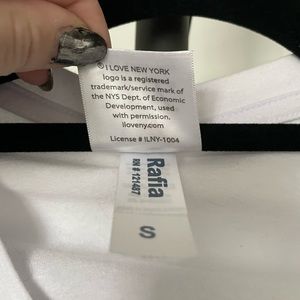 © I LOVE NEW YORK
logo is a registered
trademark/service mark of
the NYS Dept. of Economic
Development, used
with permission.
iloveny.com
License # ILNY-1004
Rafia
RN # 121487
S